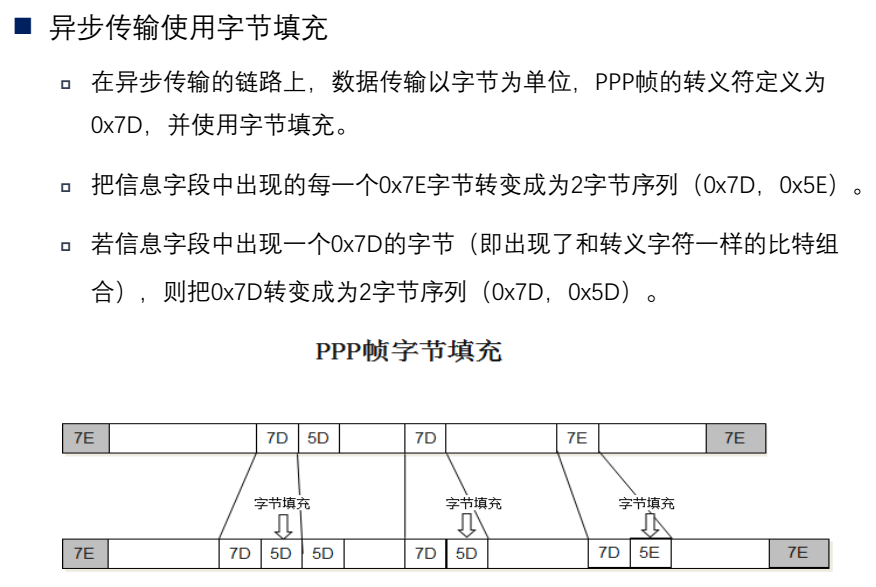 异步传输使用字节填充
在异步传输的链路上，数据传输以字节为单位，PPP帧的转义符定义为
0x7D，并使用字节填充。
把信息字段中出现的每一个0x7E字节转变成为2字节序列（0x7D，0x5E）。
若信息字段中出现一个0x7D的字节（即出现了和转义字符一样的比特组
合），则把0x7D转变成为2字节序列（0x7D，0x5D）。
PPP帧字节填充
7E 7D 5D 7D 7E 7E
字节填充 字节填充 字节填充
7E 7D 5D 5D 7D 5D 7D 5E 7E